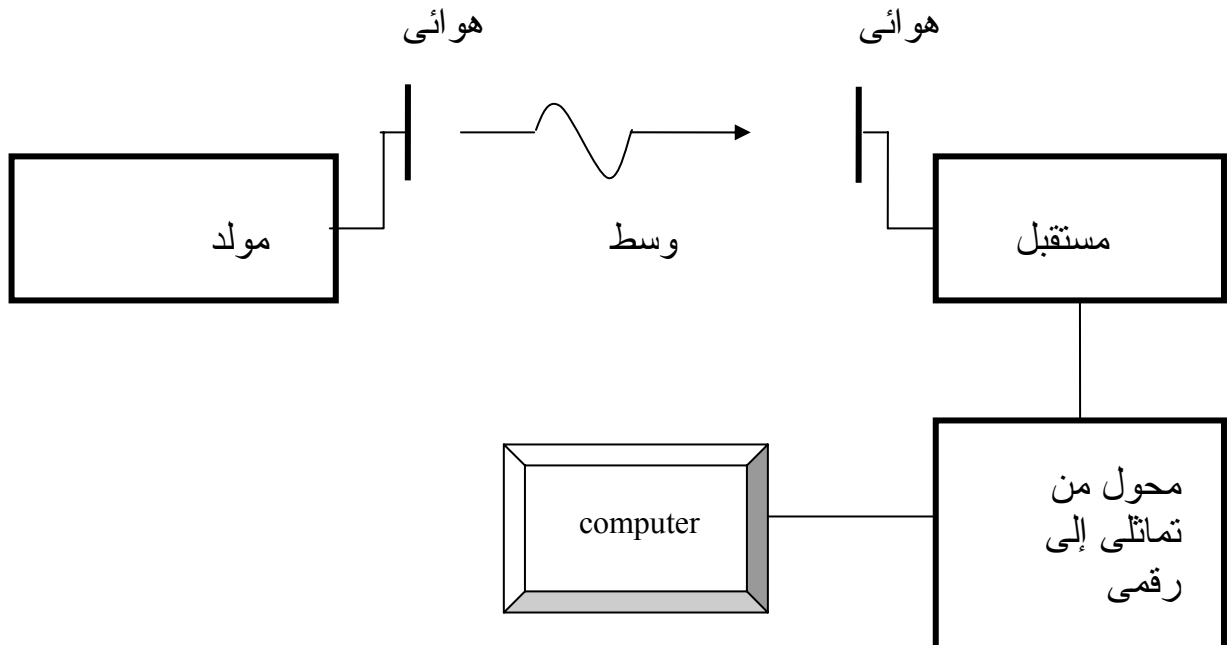 هوائى
هوائى
مولد
وسط
مستقبل
محول من
تماثلى إلى
رقمى
computer